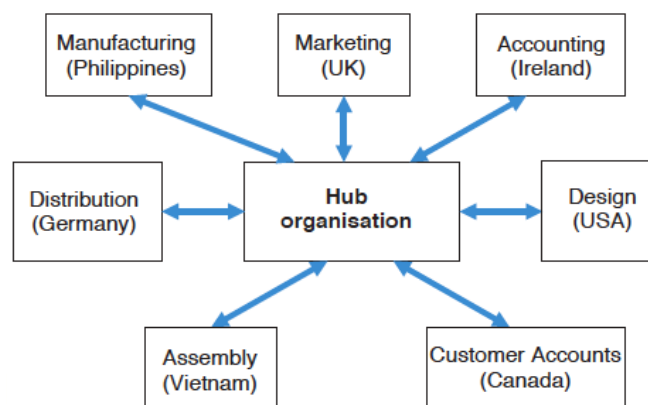 Manufacturing
(Philippines)
Marketing
(UK)
Accounting
(Ireland)
Distribution
(Germany)
Hub
organisation
Design
(USA)
Assembly
(Vietnam)
Customer Accounts
(Canada)